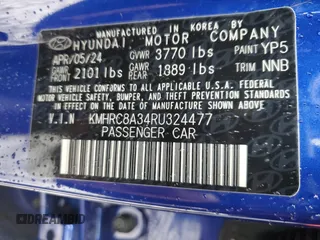 MANUFACTURED IN KOREA BY
HYUNDAI MOTOR COMPANY
APR/05/24 GVWR 3770 lbs PAINT YP5
GAWR FRONT 2101 lbs GAWR REAR 1889 lbs TRIM NNB
THIS VEHICLE CONFORMS TO ALL APPLICABLE
FEDERAL MOTOR VEHICLE SAFETY, BUMPER, AND
THEFT PREVENTION STANDARDS IN EFFECT ON THE
DATE OF MANUFACTURE SHOWN ABOVE.
V.I.N KMHRC8A34RU324477
PASSENGER CAR
DREAMBID